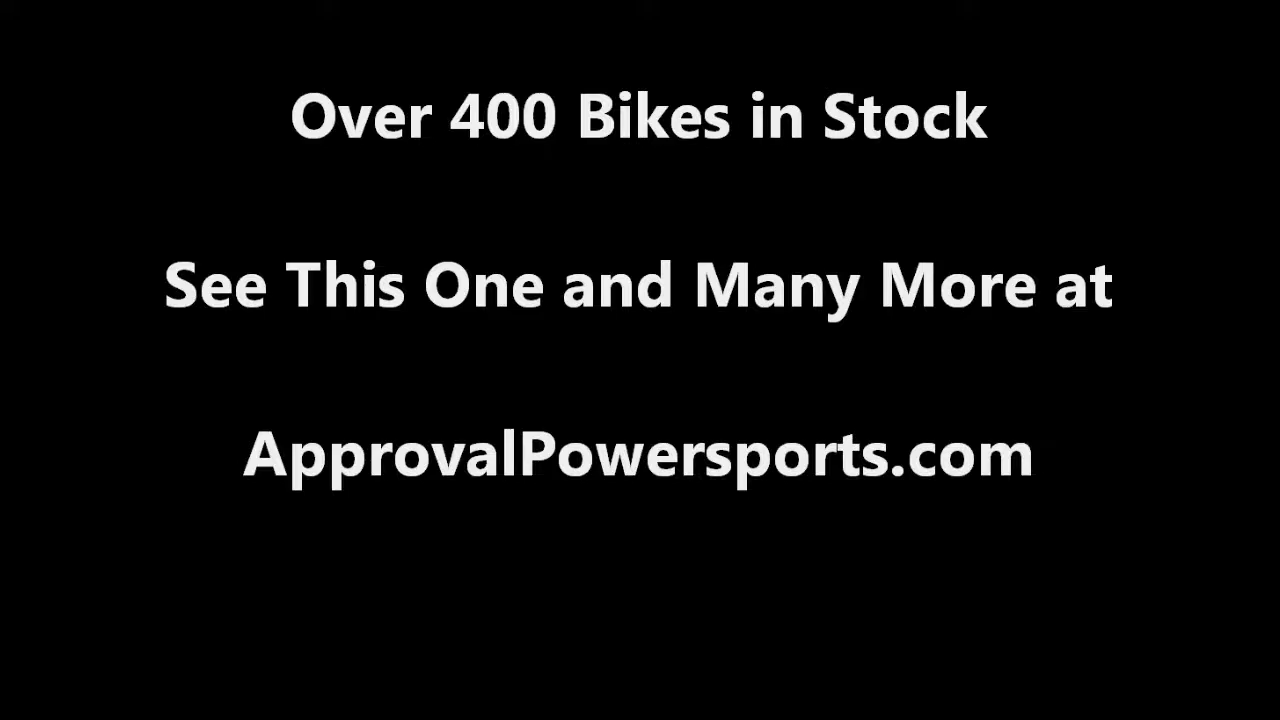 Over 400 Bikes in Stock
See This One and Many More at
ApprovalPowersports.com